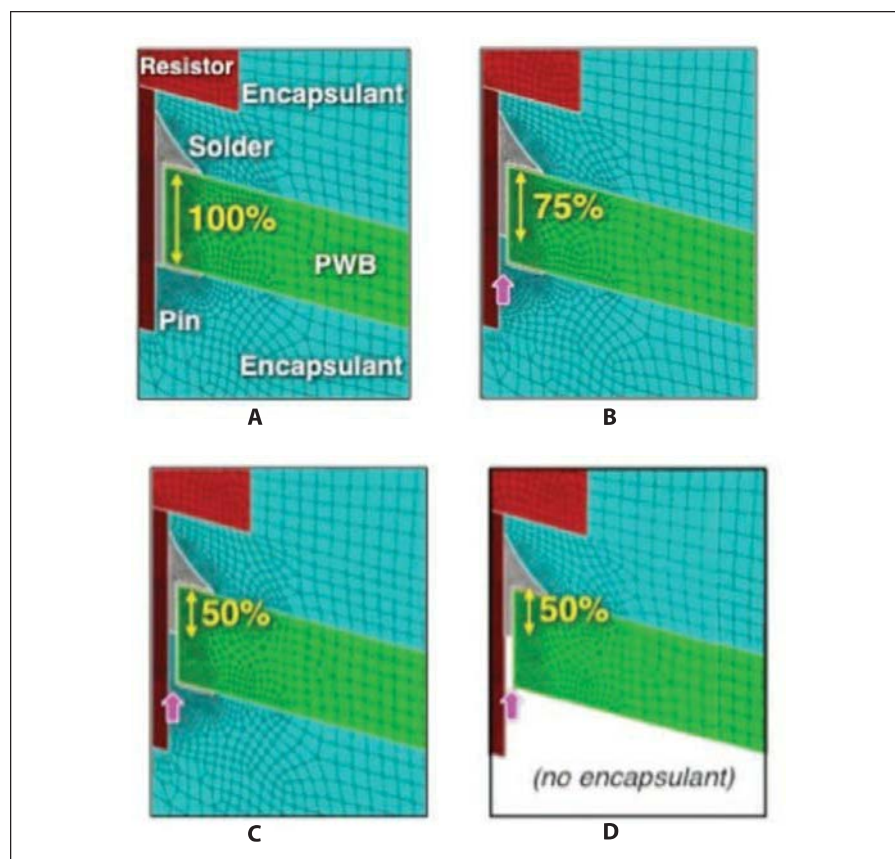 Resistor
Encapsulant
Solder
100%
PWB
Pin
Encapsulant
A
75%
B
50%
C
50%
(no encapsulant)
D